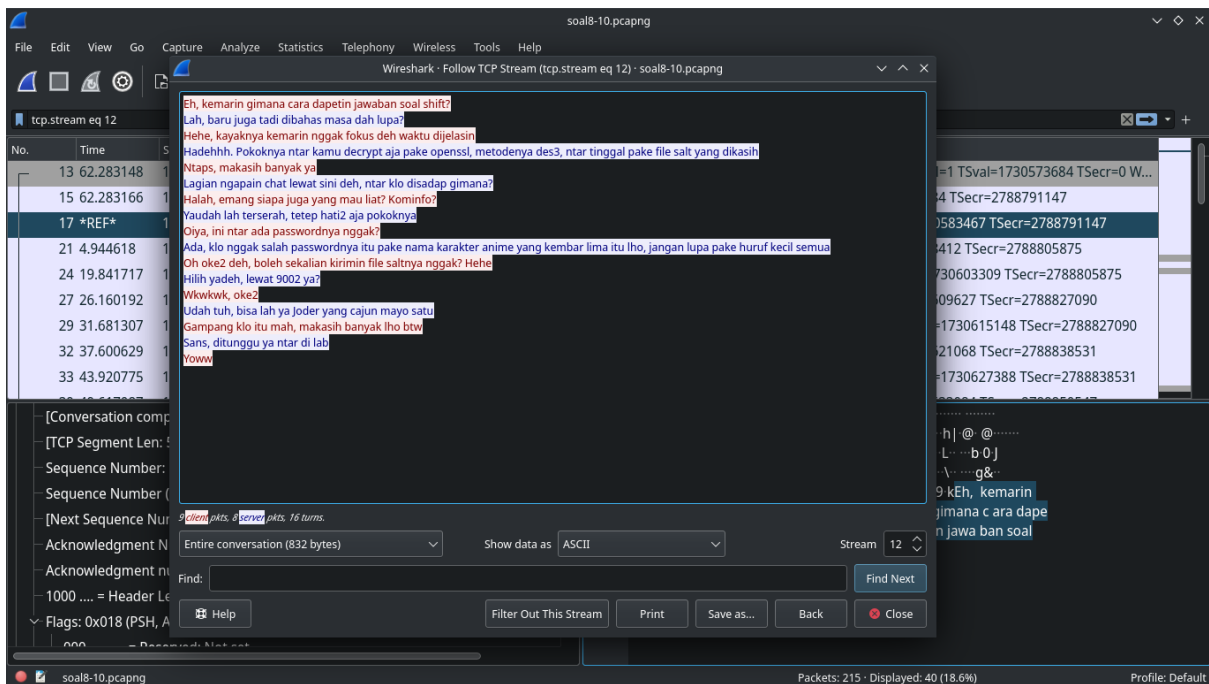 soal8-10.pcapng
File Edit View Go Capture Analyze Statistics Telephony Wireless Tools Help
Wireshark · Follow TCP Stream (tcp.stream eq 12) · soal8-10.pcapng
tcp.stream eq 12
No. Time
13 62.283148
15 62.283166
17 *REF*
21 4.944618
24 19.841717
27 26.160192
29 31.681307
32 37.600629
33 43.920775
Eh, kemarin gimana cara dapetin jawaban soal shift?
Lah, baru juga tadi dibahas masa dah lupa?
Hehe, kayaknya kemarin nggak fokus deh waktu dijelasin
Hadehhh. Pokoknya ntar kamu decrypt aja pake openssl, metodenya des3, ntar tinggal pake file salt yang dikasih
Ntaps, makasih banyak ya
Lagian ngapain chat lewat sini deh, ntar klo disadap gimana?
Halah, emang siapa juga yang mau liat? Kominfo?
Yaudah lah terserah, tetep hati2 aja pokoknya
Oiya, ini ntar ada passwordnya nggak?
Ada, klo nggak salah passwordnya itu pake nama karakter anime yang kembar lima itu lho, jangan lupa pake huruf kecil semua
Oh oke2 deh, boleh sekalian kirimin file saltnya nggak? Hehe
Hilih yadeh, lewat 9002 ya?
Wkwkwk, oke2
Udah tuh, bisa lah ya Joder yang cajun mayo satu
Gampang klo itu mah, makasih banyak lho btw
Sans, ditunggu ya ntar di lab
Yoww
=1 TSval=1730573684 TSecr=0 W...
4 TSecr=2788791147
0583467 TSecr=2788791147
412 TSecr=2788805875
730603309 TSecr=2788805875
09627 TSecr=2788827090
=1730615148 TSecr=2788827090
21068 TSecr=2788838531
=1730627388 TSecr=2788838531
[Conversation comp
[TCP Segment Len: 5
Sequence Number:
Sequence Number (
[Next Sequence Nur
Acknowledgment N
Acknowledgment nu
1000 .... = Header Le
Flags: 0x018 (PSH, A
·h|·@· @·······
·L·· ···b·0·J
·\·· ····g&··
9·kEh, kemarin
gimana c ara dape
n jawa ban soal
9 client pkts, 8 server pkts, 16 turns.
Entire conversation (832 bytes) Show data as ASCII Stream 12
Find: Find Next
Help Filter Out This Stream Print Save as... Back Close
soal8-10.pcapng Packets: 215 · Displayed: 40 (18.6%) Profile: Default